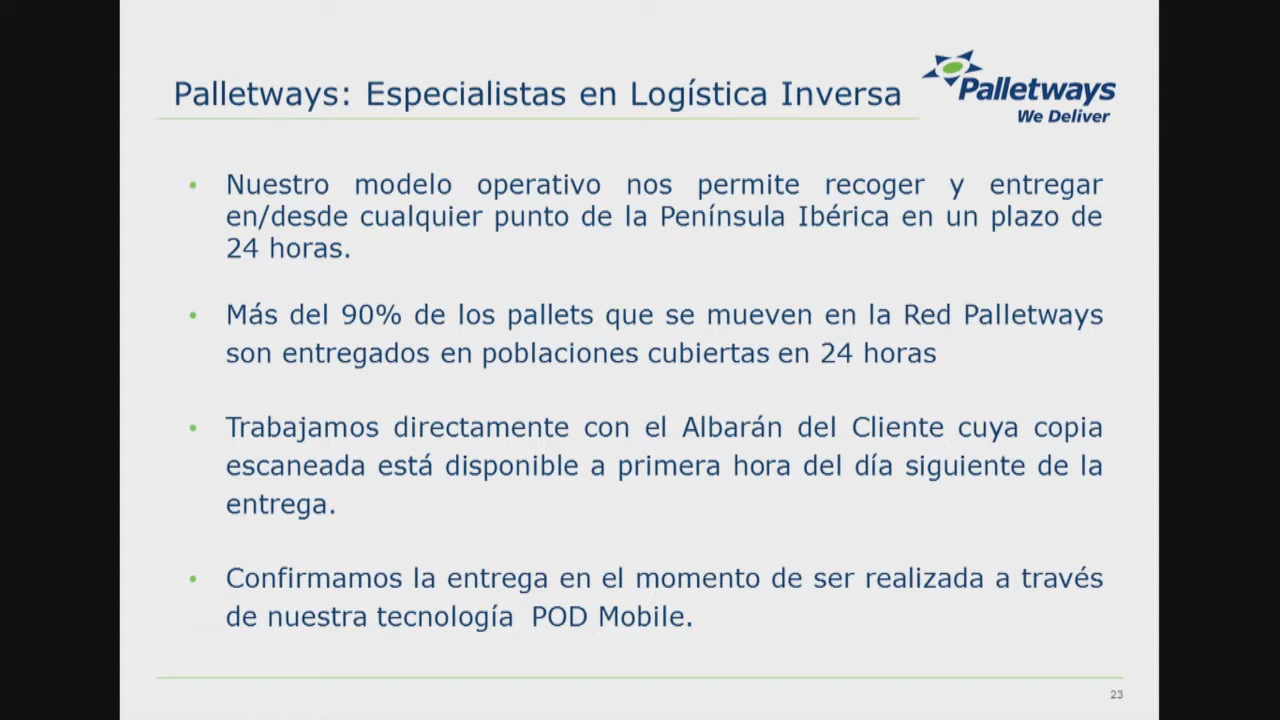 Palletways: Especialistas en Logística Inversa
Palletways
We Deliver
• Nuestro modelo operativo nos permite recoger y entregar
en/desde cualquier punto de la Península Ibérica en un plazo de
24 horas.
• Más del 90% de los pallets que se mueven en la Red Palletways
son entregados en poblaciones cubiertas en 24 horas
• Trabajamos directamente con el Albarán del Cliente cuya copia
escaneada está disponible a primera hora del día siguiente de la
entrega.
• Confirmamos la entrega en el momento de ser realizada a través
de nuestra tecnología  POD Mobile.
23